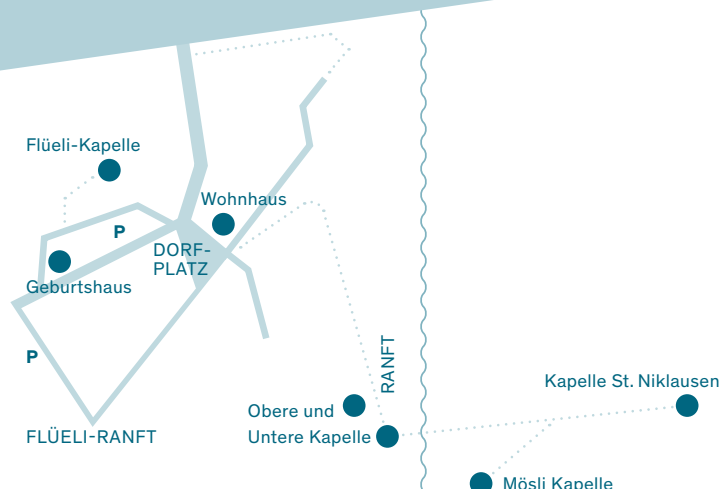 Flüeli-Kapelle
Wohnhaus
P
DORF-
PLATZ
Geburtshaus
P
RANFT
Kapelle St. Niklausen
Obere und
Untere Kapelle
FLÜELI-RANFT
Mösli Kapelle